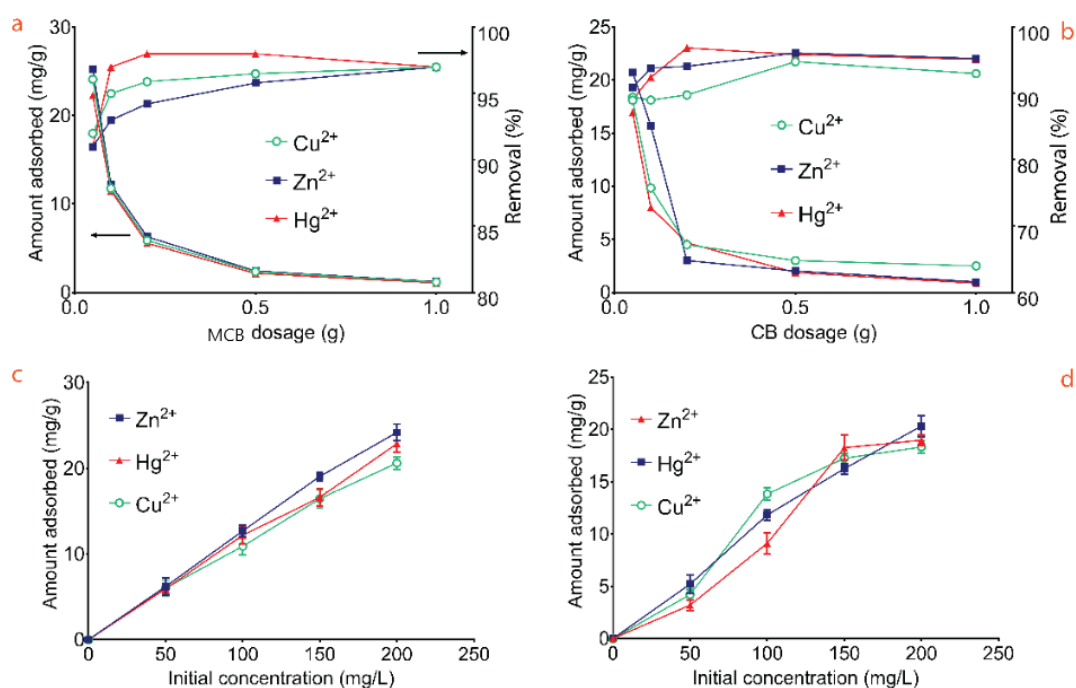 a
30
25
100
b
Amount adsorbed (mg/g)
20
10
0
100
95
90
85
80
Removal (%)
Cu2+
Zn2+
Hg2+
0.0
0.5
1.0
MCB dosage (g)
Amount adsorbed (mg/g)
20
15
10
5
0
90
80
70
60
Removal (%)
Cu2+
Zn2+
Hg2+
0.0
0.5
1.0
CB dosage (g)
c
Amount adsorbed (mg/g)
30
20
10
0
Zn2+
Hg2+
Cu2+
0
50
100
150
200
250
Initial concentration (mg/L)
d
Amount adsorbed (mg/g)
25
20
15
10
5
0
Zn2+
Hg2+
Cu2+
0
50
100
150
200
250
Initial concentration (mg/L)